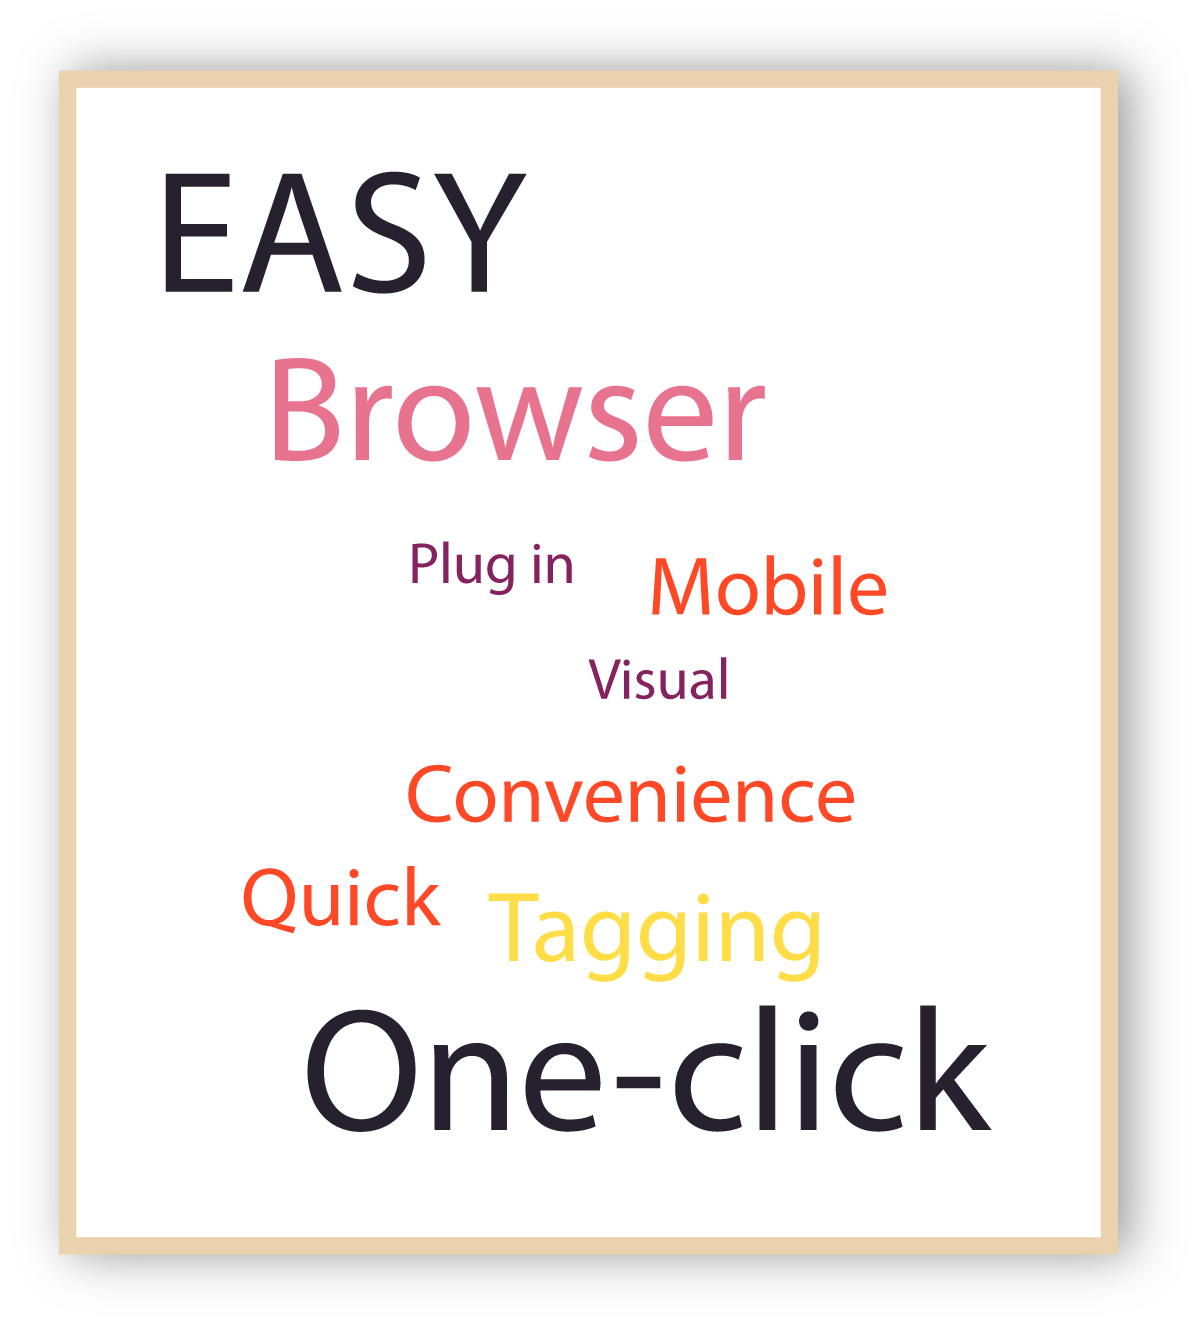 EASY
Browser
Plug in
Mobile
Visual
Convenience
Quick
Tagging
One-click